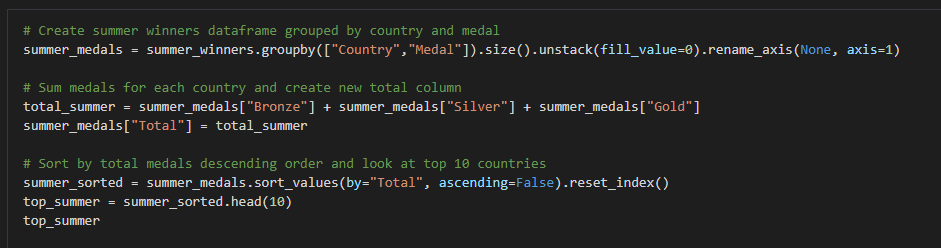 # Create summer winners dataframe grouped by country and medal
summer_medals = summer_winners.groupby(["Country","Medal"]).size().unstack(fill_value=0).rename_axis(None, axis=1)
# Sum medals for each country and create new total column
total_summer = summer_medals["Bronze"] + summer_medals["Silver"] + summer_medals["Gold"]
summer_medals["Total"] = total_summer
# Sort by total medals descending order and look at top 10 countries
summer_sorted = summer_medals.sort_values(by="Total", ascending=False).reset_index()
top_summer = summer_sorted.head(10)
top_summer